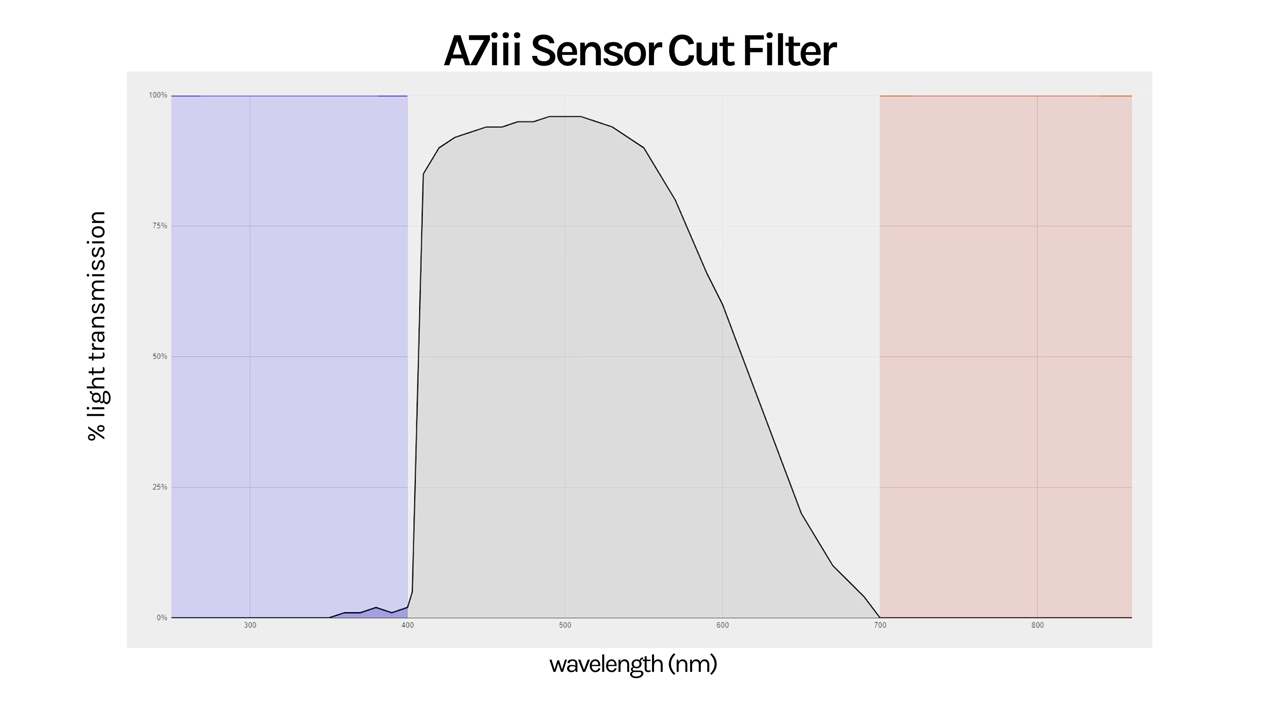 A7iii Sensor Cut Filter
100%
75%
50%
25%
0%
% light transmission
300 400 500 600 700 800
wavelength (nm)